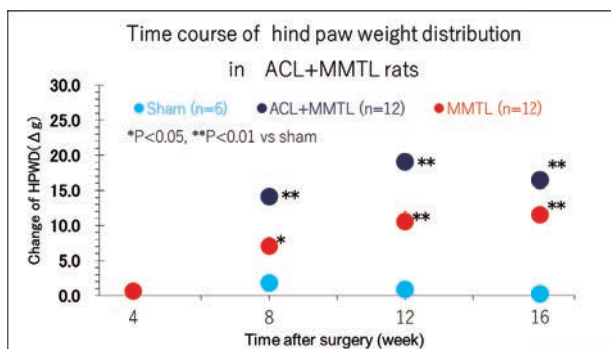 Time course of hind paw weight distribution
in ACL+MMTL rats
30.0
Sham (n=6) ACL+MMTL (n=12) MMTL (n=12)
25.0
*P<0.05, **P<0.01 vs sham
20.0
**
**
15.0
**
**
10.0
**
*
5.0
0.0
Change of HPWD(Δg)
4 8 12 16
Time after surgery (week)